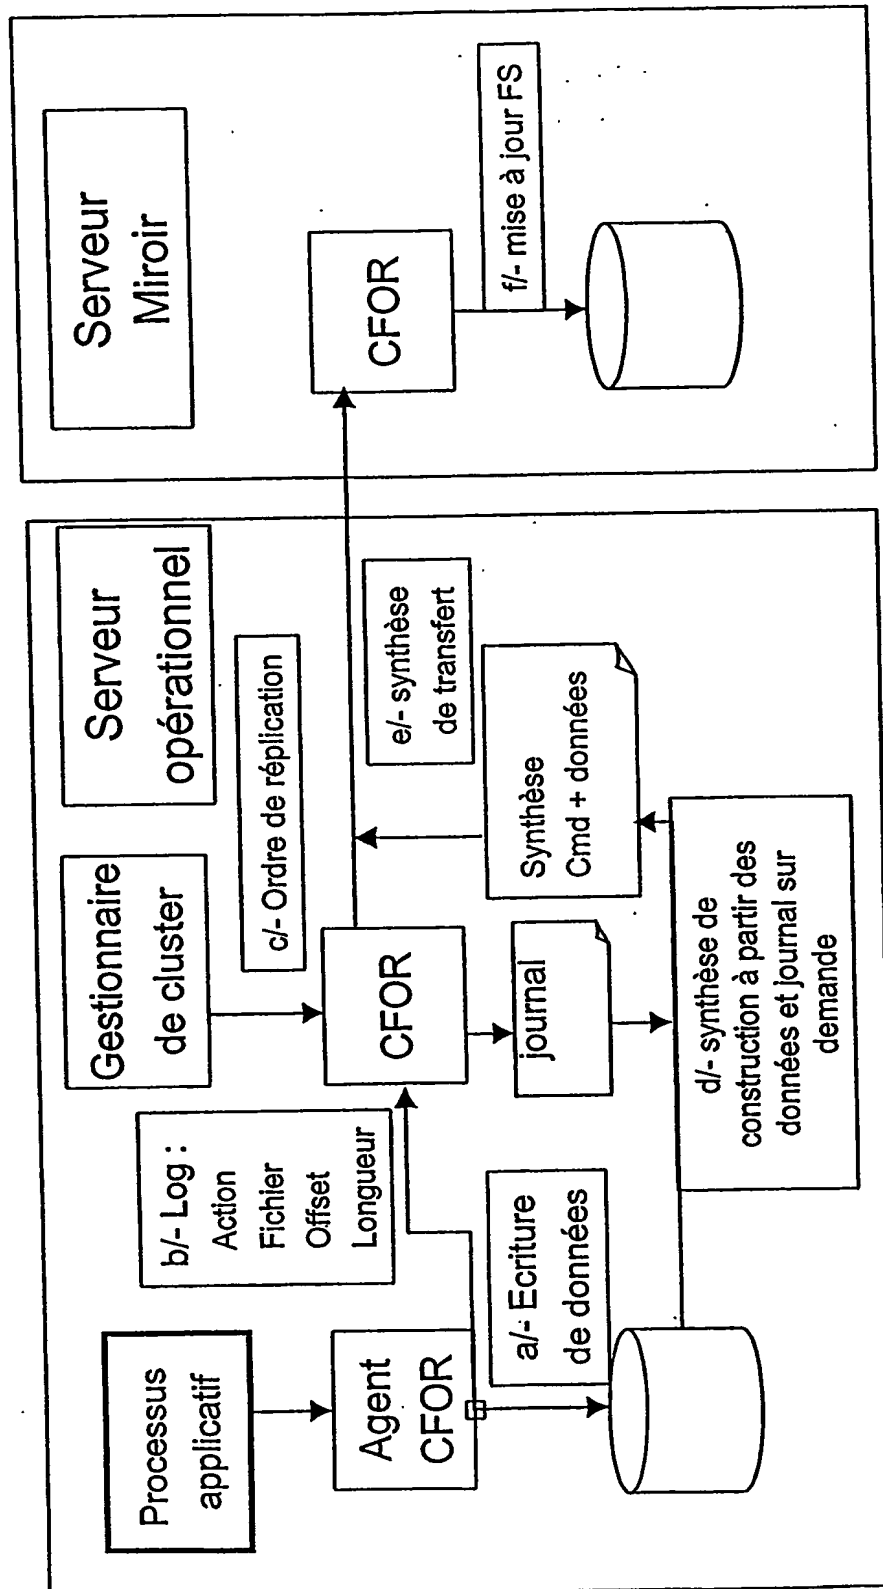 Serveur
Miroir
CFOR
f/- mise à jour FS
Serveur
opérationnel
Gestionnaire
de cluster
c/- Ordre de réplication
e/- synthèse
de transfert
CFOR
journal
Synthèse
Cmd + données
d/- synthèse de
construction à partir des
données et journal sur
demande
Processus
applicatif
b/- Log :
Action
Fichier
Offset
Longueur
Agent
CFOR
a/- Ecriture
de données